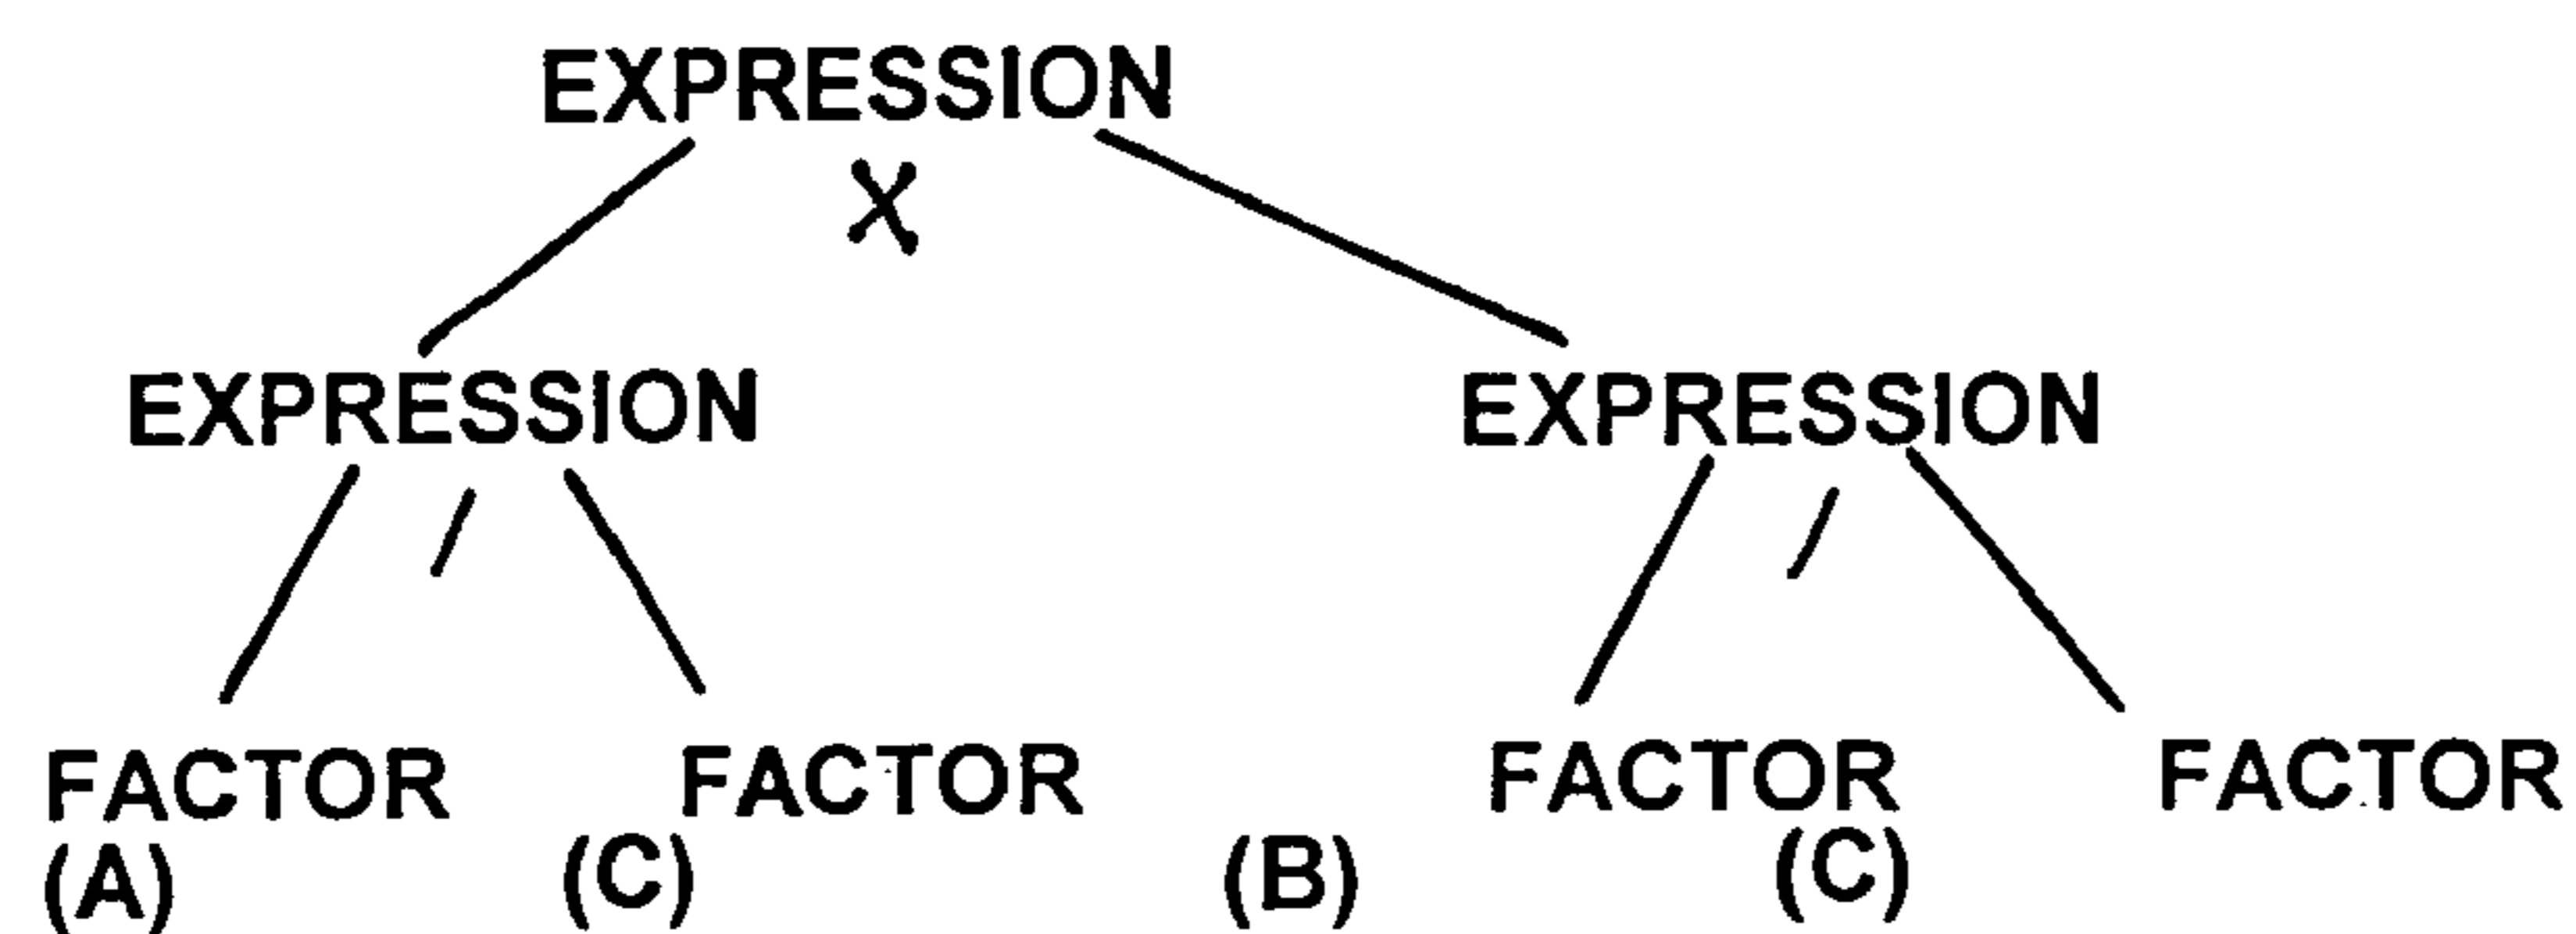 EXPRESSION
X
EXPRESSION EXPRESSION
/ /
FACTOR FACTOR FACTOR FACTOR
(A) (C) (B) (C)